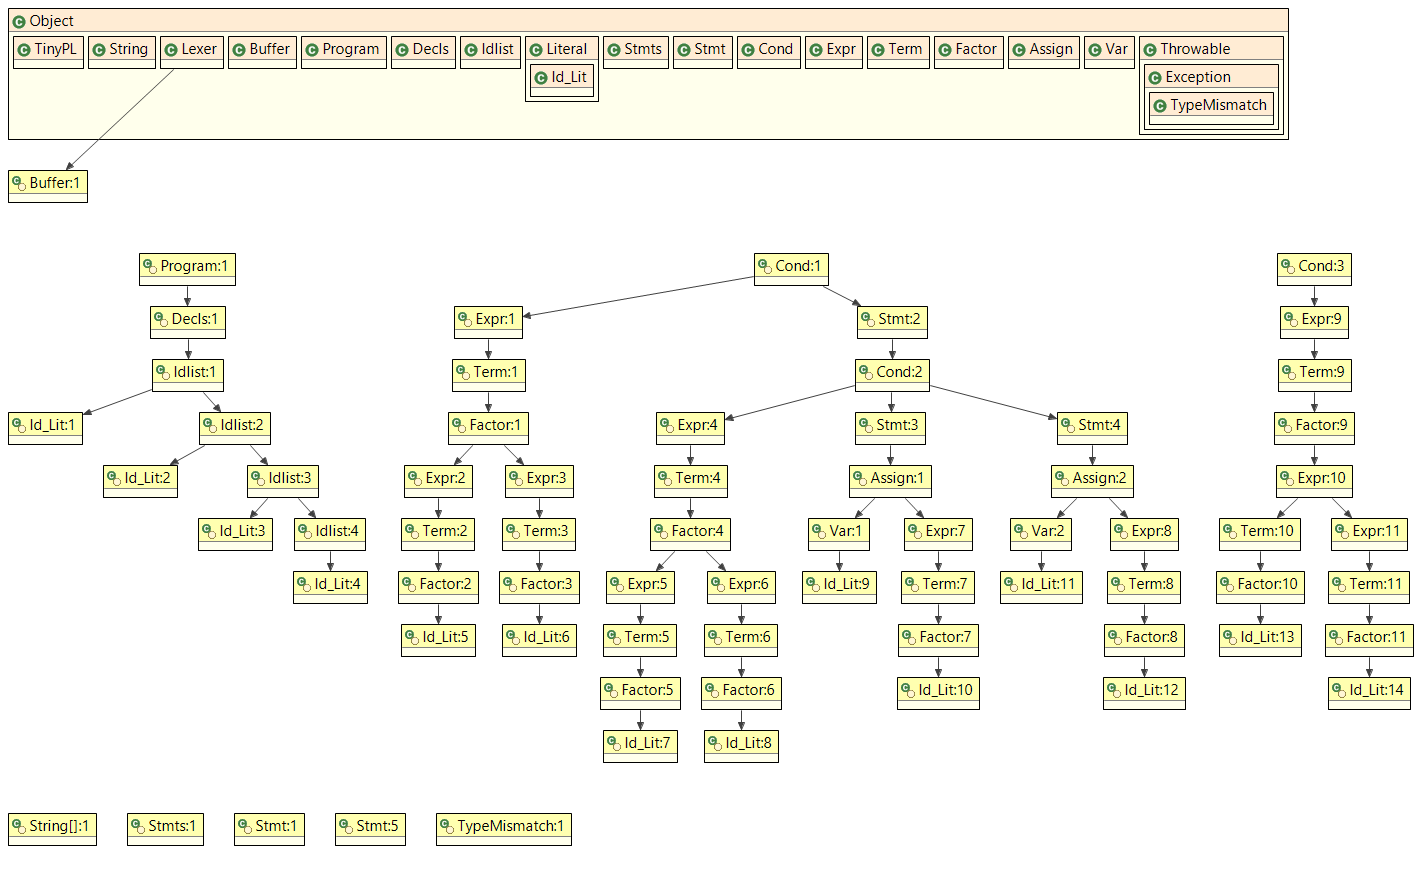 Object
TinyPL String Lexer Buffer Program Decls Idlist Literal Stmts Stmt Cond Expr Term Factor Assign Var Throwable
Id_Lit Exception
TypeMismatch
Buffer:1
Program:1 Cond:1 Cond:3
Decls:1 Expr:1 Stmt:2 Expr:9
Idlist:1 Term:1 Cond:2 Term:9
Id_Lit:1 Idlist:2 Factor:1 Expr:4 Stmt:3 Stmt:4 Factor:9
Id_Lit:2 Idlist:3 Expr:2 Expr:3 Term:4 Assign:1 Assign:2 Expr:10
Id_Lit:3 Idlist:4 Term:2 Term:3 Factor:4 Var:1 Expr:7 Var:2 Expr:8 Term:10 Expr:11
Id_Lit:4 Factor:2 Factor:3 Expr:5 Expr:6 Id_Lit:9 Term:7 Id_Lit:11 Term:8 Factor:10 Term:11
Id_Lit:5 Id_Lit:6 Term:5 Term:6 Factor:7 Factor:8 Id_Lit:13 Factor:11
Factor:5 Factor:6 Id_Lit:10 Id_Lit:12 Id_Lit:14
Id_Lit:7 Id_Lit:8
String[]:1 Stmts:1 Stmt:1 Stmt:5 TypeMismatch:1